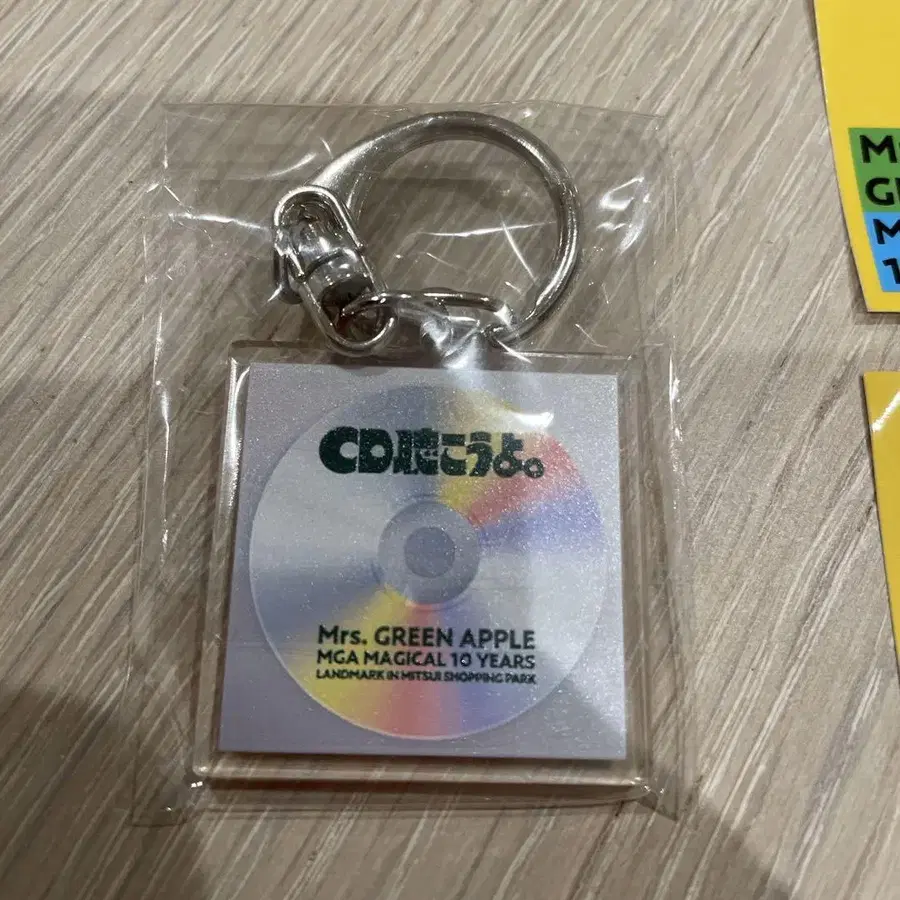 CD聴こうよ。
Mrs. GREEN APPLE
MGA MAGICAL 10 YEARS
LANDMARK IN MITSUI SHOPPING PARK